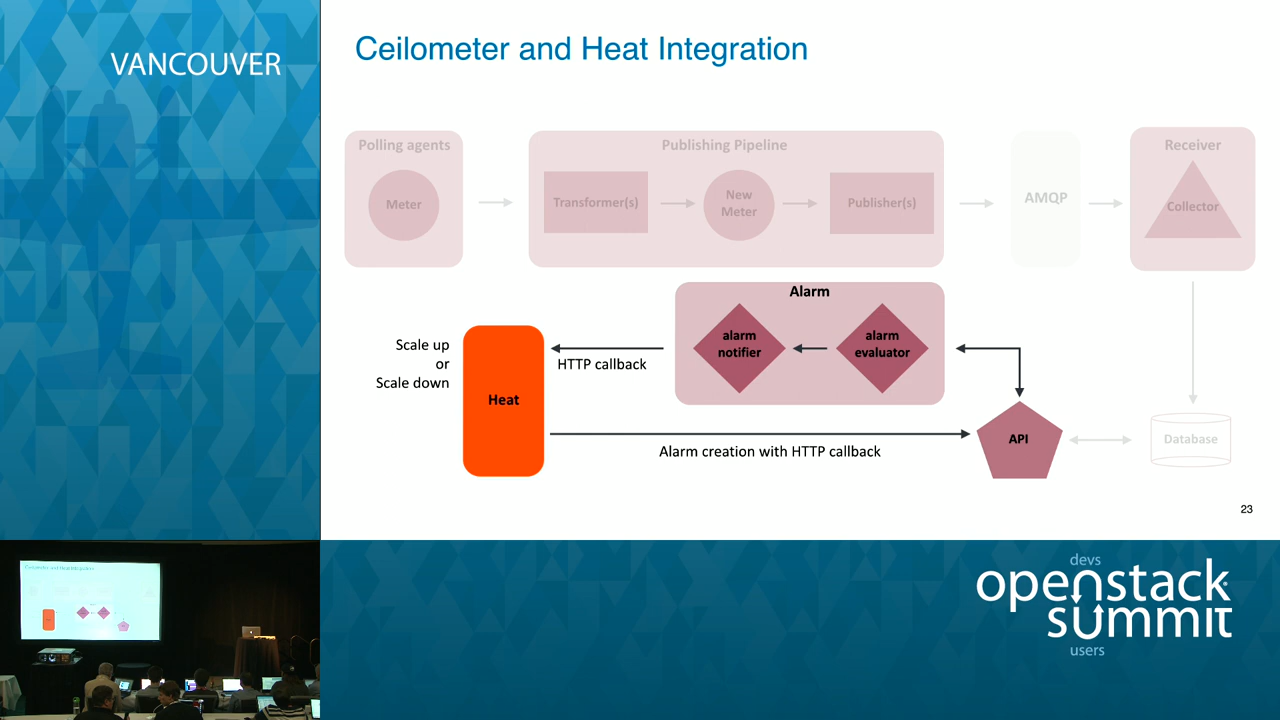 VANCOUVER
Ceilometer and Heat Integration
Polling agents
Meter
Publishing Pipeline
Transformer(s)
New
Meter
Publisher(s)
AMQP
Receiver
Collector
Alarm
alarm
notifier
alarm
evaluator
Scale up
or
Scale down
Heat
HTTP callback
Alarm creation with HTTP callback
API
Database
23
devs
openstack
summit
users